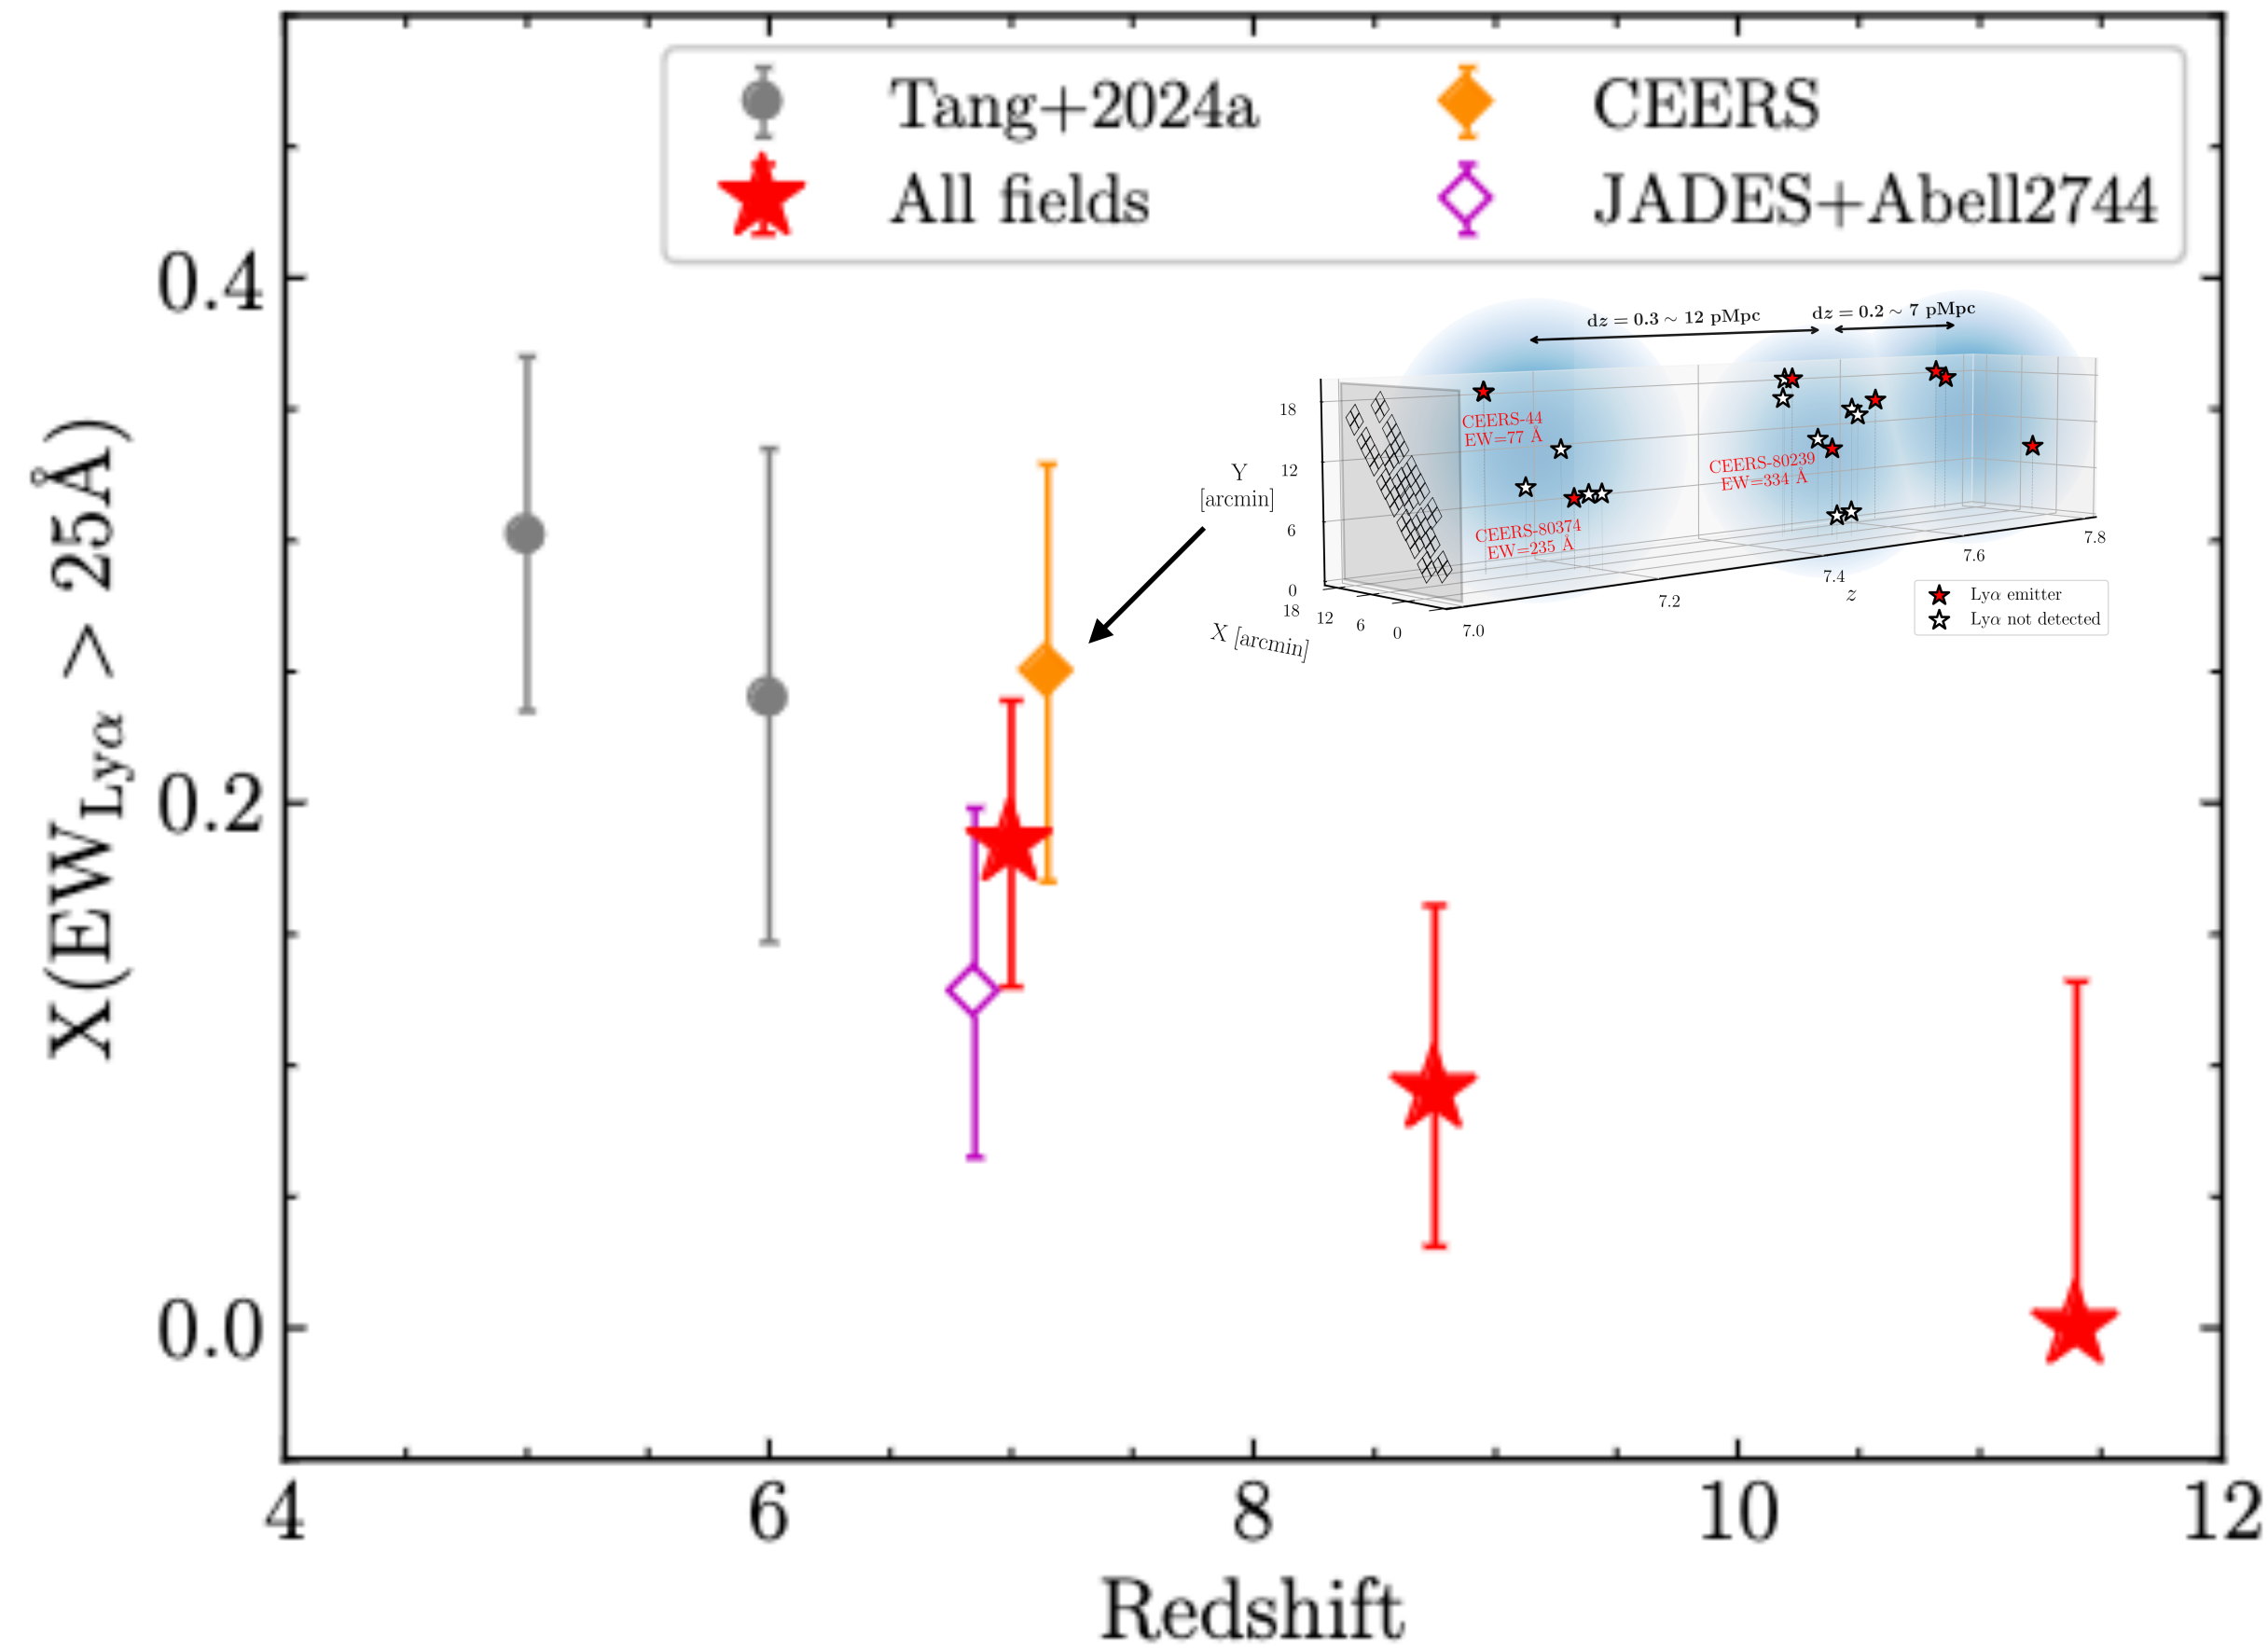 Tang+2024a
CEERS
All fields
JADES+Abell2744
X(EW_Lyα > 25Å)
0.4
0.2
0.0
4
6
8
10
12
Redshift
dz = 0.3 ∼ 12 pMpc
dz = 0.2 ∼ 7 pMpc
Y
[arcmin]
18
12
6
0
18
12
6
0
X [arcmin]
CEERS-44
EW=77 Å
CEERS-80374
EW=235 Å
CEERS-80239
EW=334 Å
7.0
7.2
7.4
7.6
7.8
z
Lyα emitter
Lyα not detected